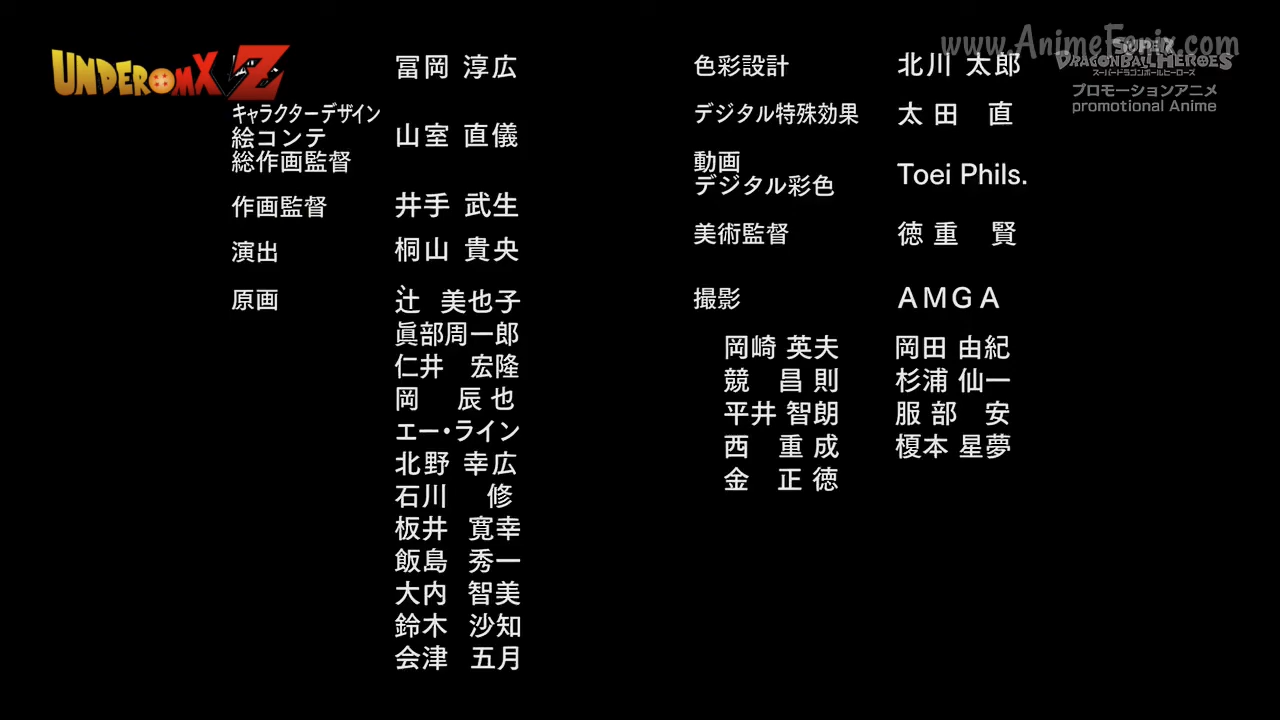 UNDEROMX Z
www.AnimeFenix.com
SUPER
DRAGONBALL HEROES
スーパードラゴンボールヒーローズ
プロモーションアニメ
promotional Anime
冨岡 淳広
キャラクターデザイン
絵コンテ
総作画監督
山室 直儀
作画監督 井手 武生
演出 桐山 貴央
原画 辻 美也子
眞部周一郎
仁井 宏隆
岡 辰也
エー・ライン
北野 幸広
石川 修
板井 寛幸
飯島 秀一
大内 智美
鈴木 沙知
会津 五月
色彩設計 北川 太郎
デジタル特殊効果 太田 直
動画
デジタル彩色
Toei Phils.
美術監督 徳重 賢
撮影 AMGA
岡崎 英夫 岡田 由紀
競 昌則 杉浦 仙一
平井 智朗 服部 安
西 重成 榎本 星夢
金 正徳